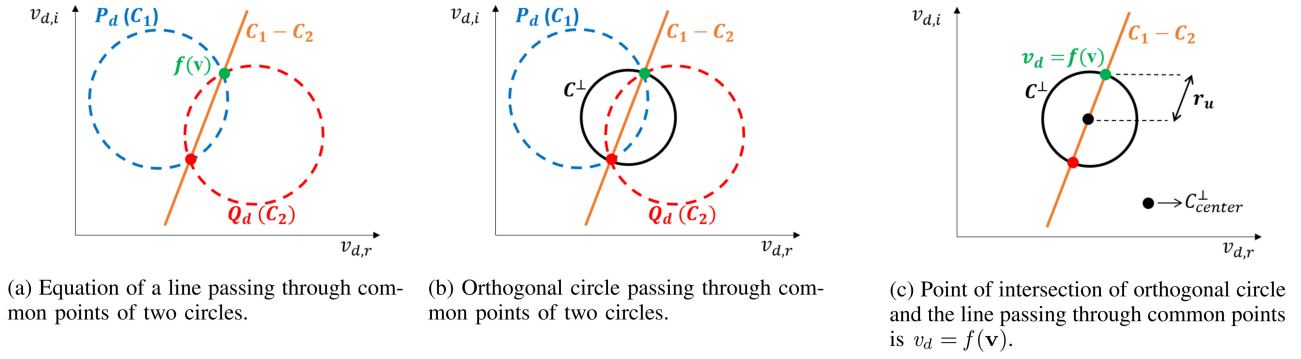 v_{d,i}
P_d (C_1)
C_1 − C_2
f(v)
Q_d (C_2)
v_{d,r}
(a) Equation of a line passing through com-
mon points of two circles.
v_{d,i}
P_d (C_1)
C_1 − C_2
C^⊥
Q_d (C_2)
v_{d,r}
(b) Orthogonal circle passing through com-
mon points of two circles.
v_{d,i}
C_1 − C_2
v_d = f(v)
C^⊥
r_u
→ C^⊥_{center}
v_{d,r}
(c) Point of intersection of orthogonal circle
and the line passing through common points
is v_d = f(v).